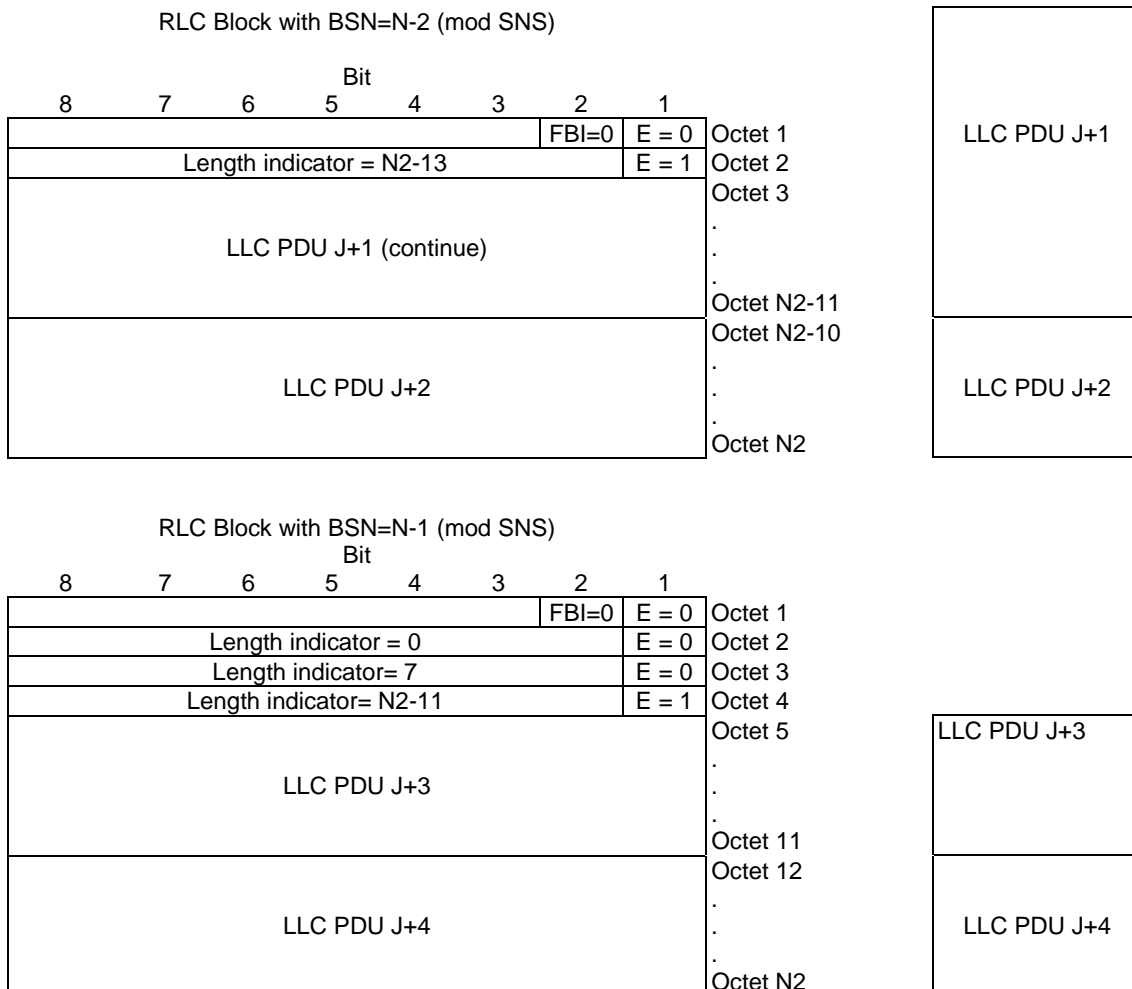 RLC Block with BSN=N-2 (mod SNS)
Bit
8 7 6 5 4 3 2 1
FBI=0 E = 0 Octet 1 LLC PDU J+1
Length indicator = N2-13 E = 1 Octet 2
Octet 3
.
LLC PDU J+1 (continue) .
.
Octet N2-11
Octet N2-10
.
LLC PDU J+2 . LLC PDU J+2
.
Octet N2
RLC Block with BSN=N-1 (mod SNS)
Bit
8 7 6 5 4 3 2 1
FBI=0 E = 0 Octet 1
Length indicator = 0 E = 0 Octet 2
Length indicator= 7 E = 0 Octet 3
Length indicator= N2-11 E = 1 Octet 4
Octet 5 LLC PDU J+3
.
LLC PDU J+3 .
.
Octet 11
Octet 12
.
LLC PDU J+4 . LLC PDU J+4
.
Octet N2